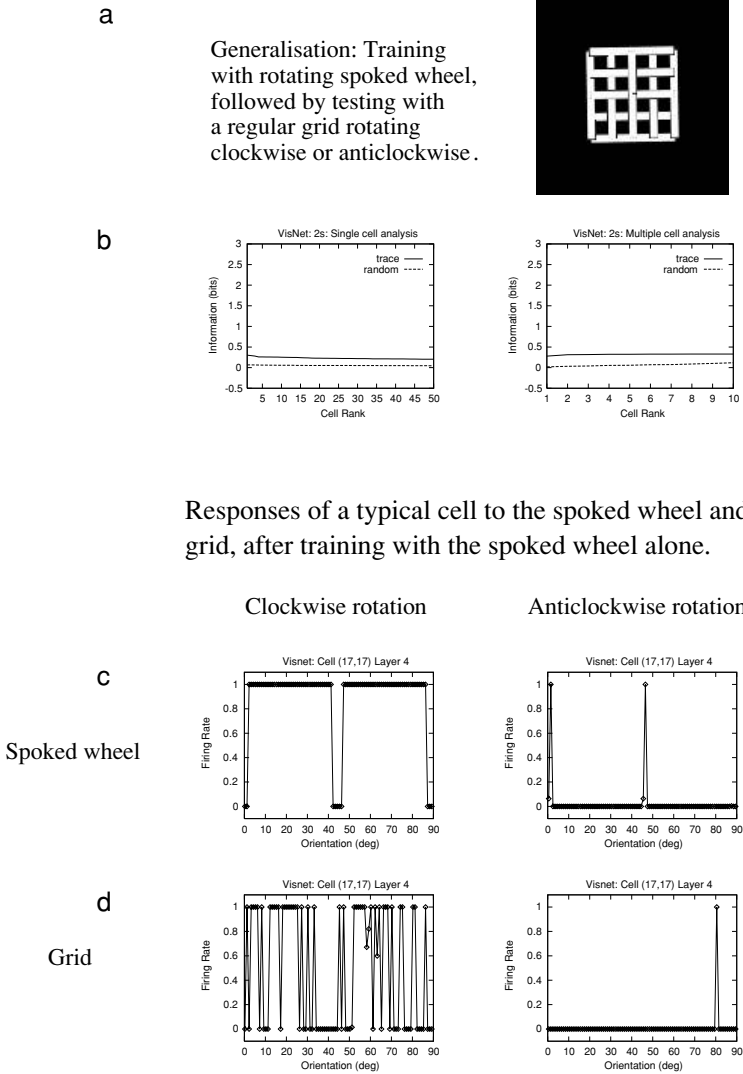 a
Generalisation: Training
with rotating spoked wheel,
followed by testing with
a regular grid rotating
clockwise or anticlockwise.
b
VisNet: 2s: Single cell analysis
3
2.5
2
1.5
1
0.5
0
-0.5
Information (bits)
trace
random
5 10 15 20 25 30 35 40 45 50
Cell Rank
VisNet: 2s: Multiple cell analysis
3
2.5
2
1.5
1
0.5
0
-0.5
Information (bits)
trace
random
1 2 3 4 5 6 7 8 9 10
Cell Rank
Responses of a typical cell to the spoked wheel and
grid, after training with the spoked wheel alone.
Clockwise rotation
Anticlockwise rotation
c
Spoked wheel
Visnet: Cell (17,17) Layer 4
1
0.8
0.6
0.4
0.2
0
Firing Rate
0 10 20 30 40 50 60 70 80 90
Orientation (deg)
Visnet: Cell (17,17) Layer 4
1
0.8
0.6
0.4
0.2
0
Firing Rate
0 10 20 30 40 50 60 70 80 90
Orientation (deg)
d
Grid
Visnet: Cell (17,17) Layer 4
1
0.8
0.6
0.4
0.2
0
Firing Rate
0 10 20 30 40 50 60 70 80 90
Orientation (deg)
Visnet: Cell (17,17) Layer 4
1
0.8
0.6
0.4
0.2
0
Firing Rate
0 10 20 30 40 50 60 70 80 90
Orientation (deg)